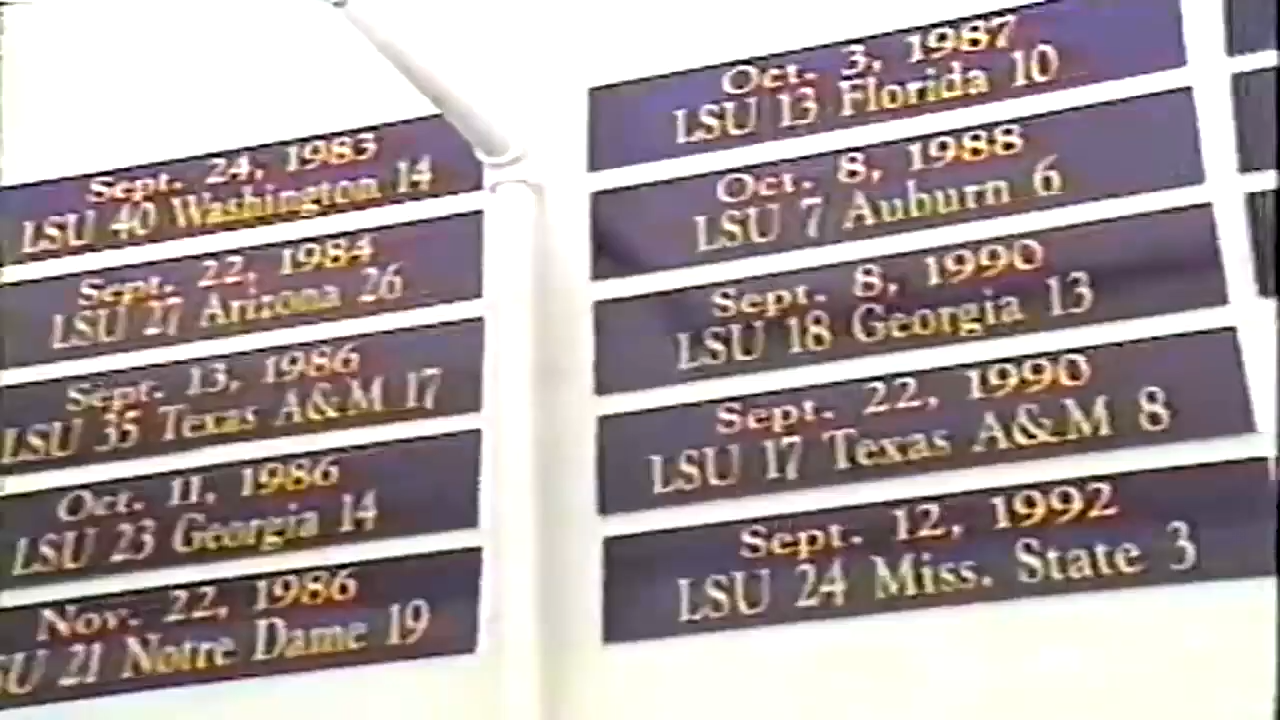 Sept. 24, 1983
LSU 40 Washington 14
Sept. 22, 1984
LSU 27 Arizona 26
Sept. 13, 1986
LSU 35 Texas A&M 17
Oct. 11, 1986
LSU 23 Georgia 14
Nov. 22, 1986
SU 21 Notre Dame 19
Oct. 3, 1987
LSU 13 Florida 10
Oct. 8, 1988
LSU 7 Auburn 6
Sept. 8, 1990
LSU 18 Georgia 13
Sept. 22, 1990
LSU 17 Texas A&M 8
Sept. 12, 1992
LSU 24 Miss. State 3